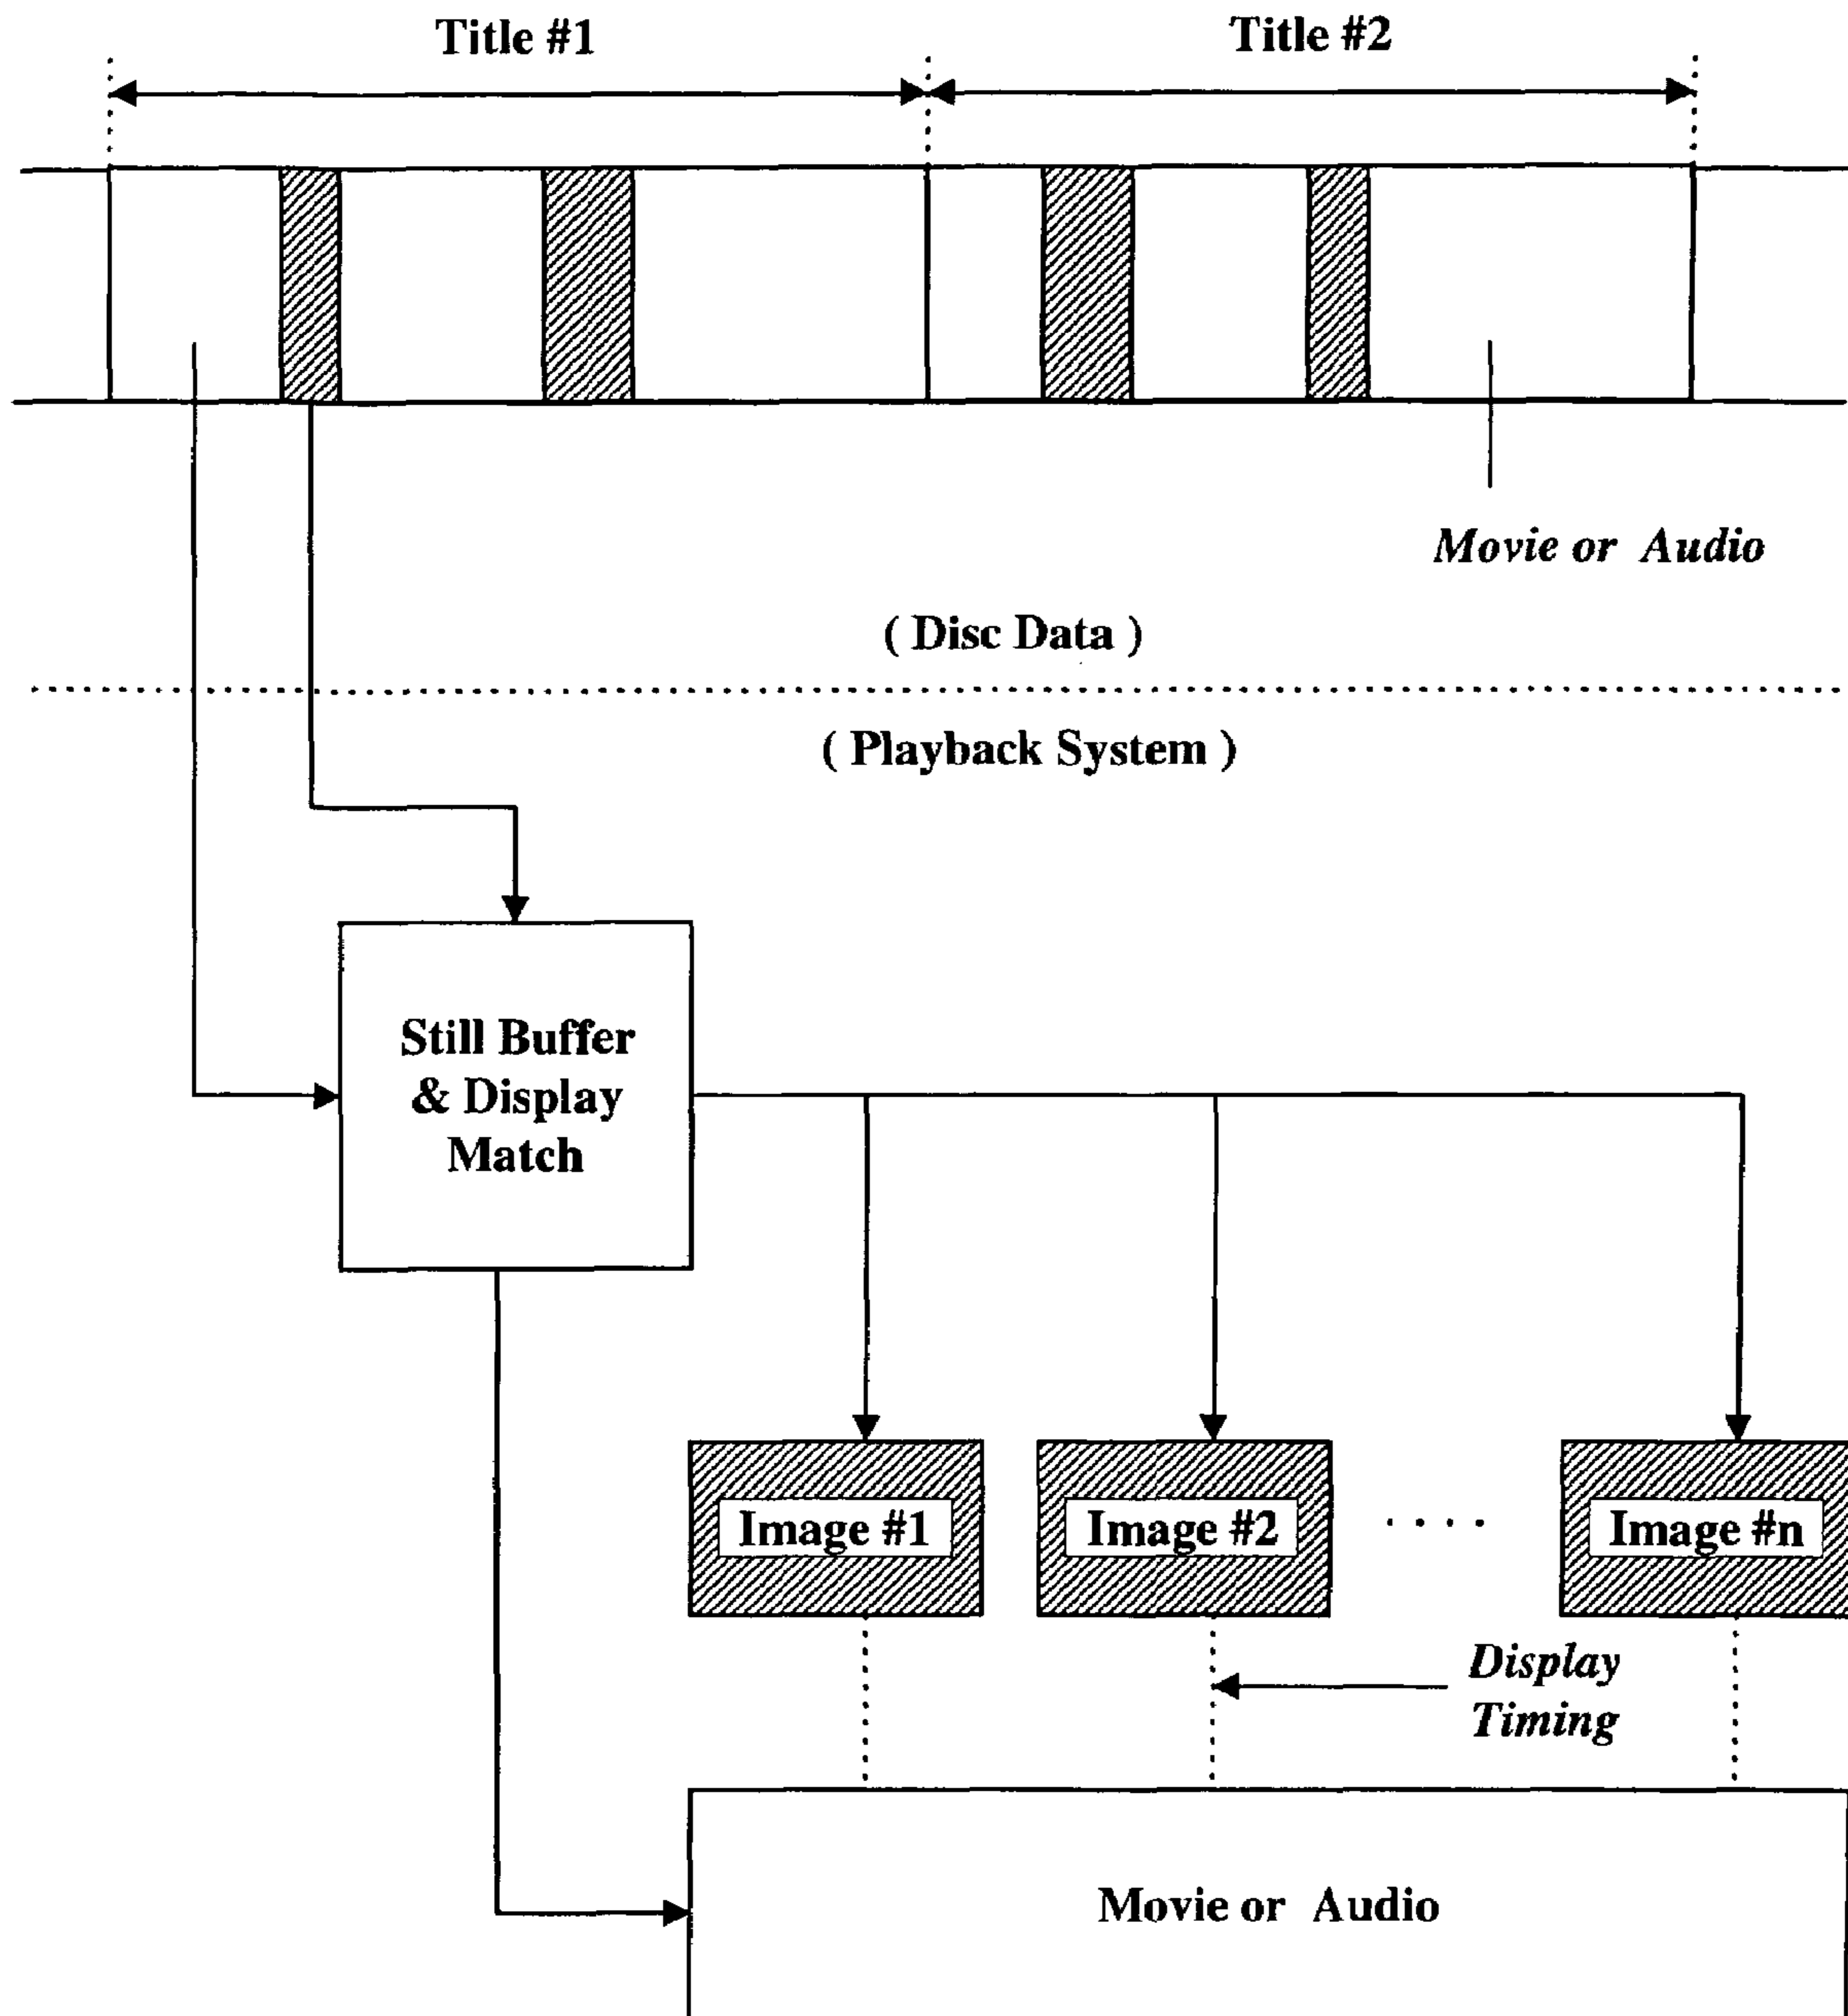 Title #1
Title #2
Movie or Audio
( Disc Data )
( Playback System )
Still Buffer
& Display
Match
Image #1
Image #2
. . . .
Image #n
Display
Timing
Movie or Audio